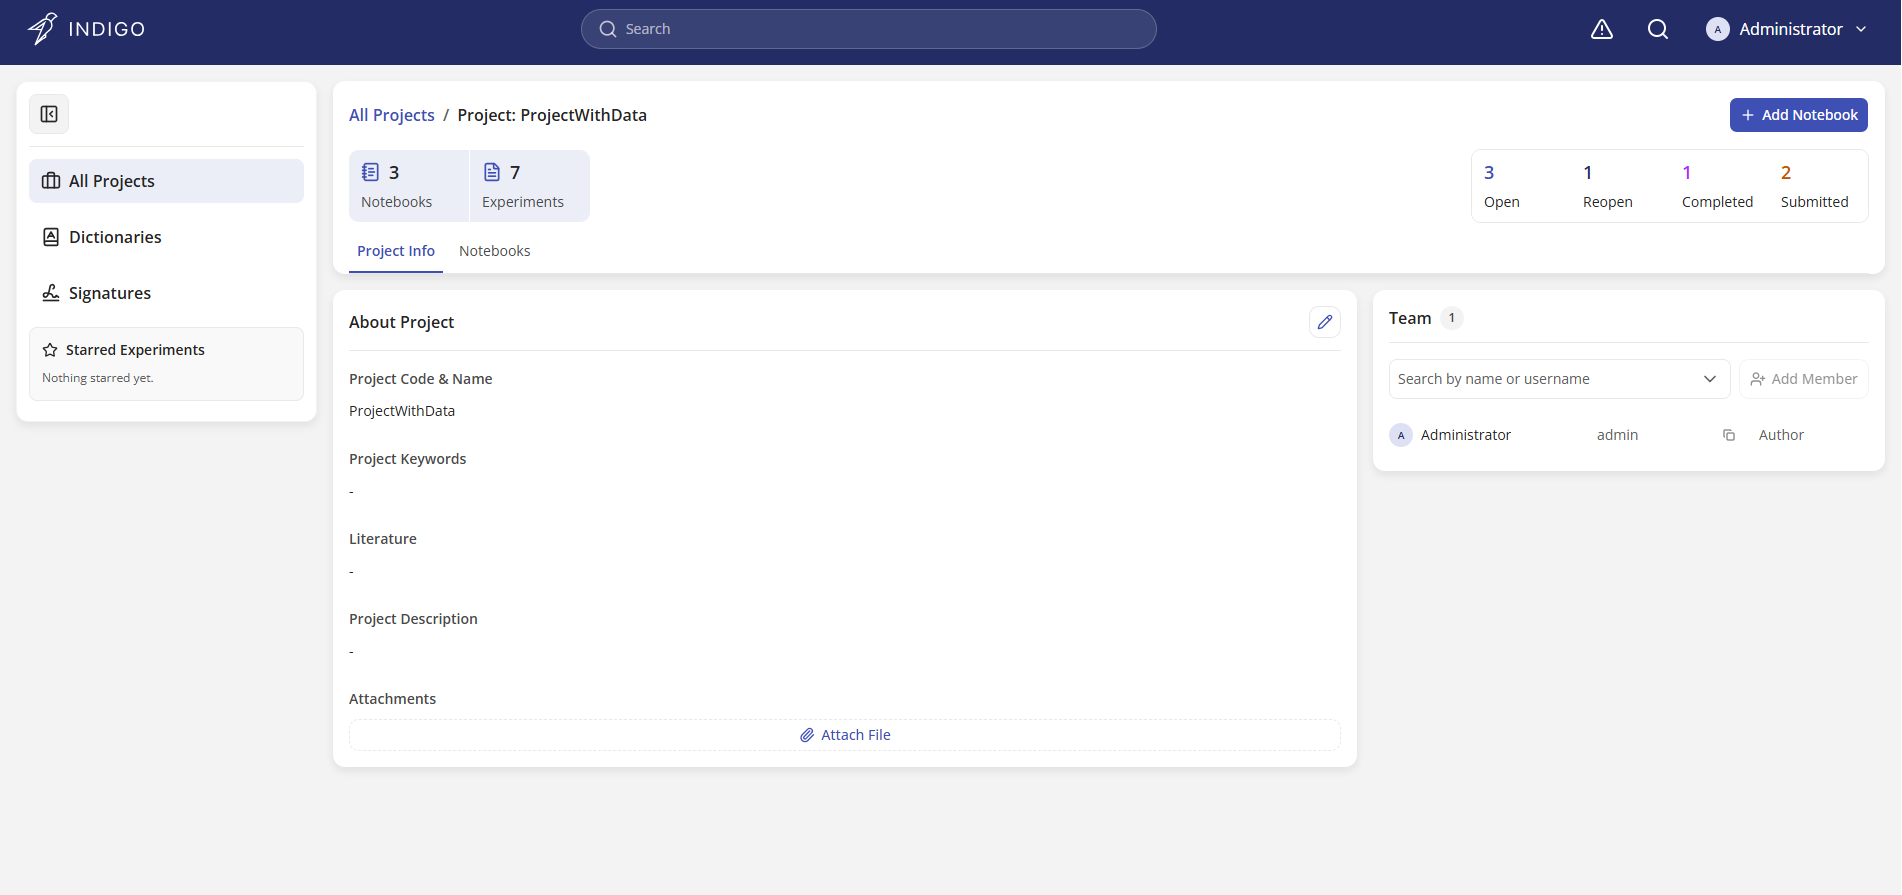 INDIGO
Search
A Administrator
All Projects / Project: ProjectWithData
Add Notebook
All Projects
Dictionaries
Signatures
Starred Experiments
Nothing starred yet.
3
Notebooks
7
Experiments
3
Open
1
Reopen
1
Completed
2
Submitted
Project Info Notebooks
About Project
Project Code & Name
ProjectWithData
Project Keywords
-
Literature
-
Project Description
-
Attachments
Attach File
Team 1
Search by name or username
Add Member
A Administrator admin Author